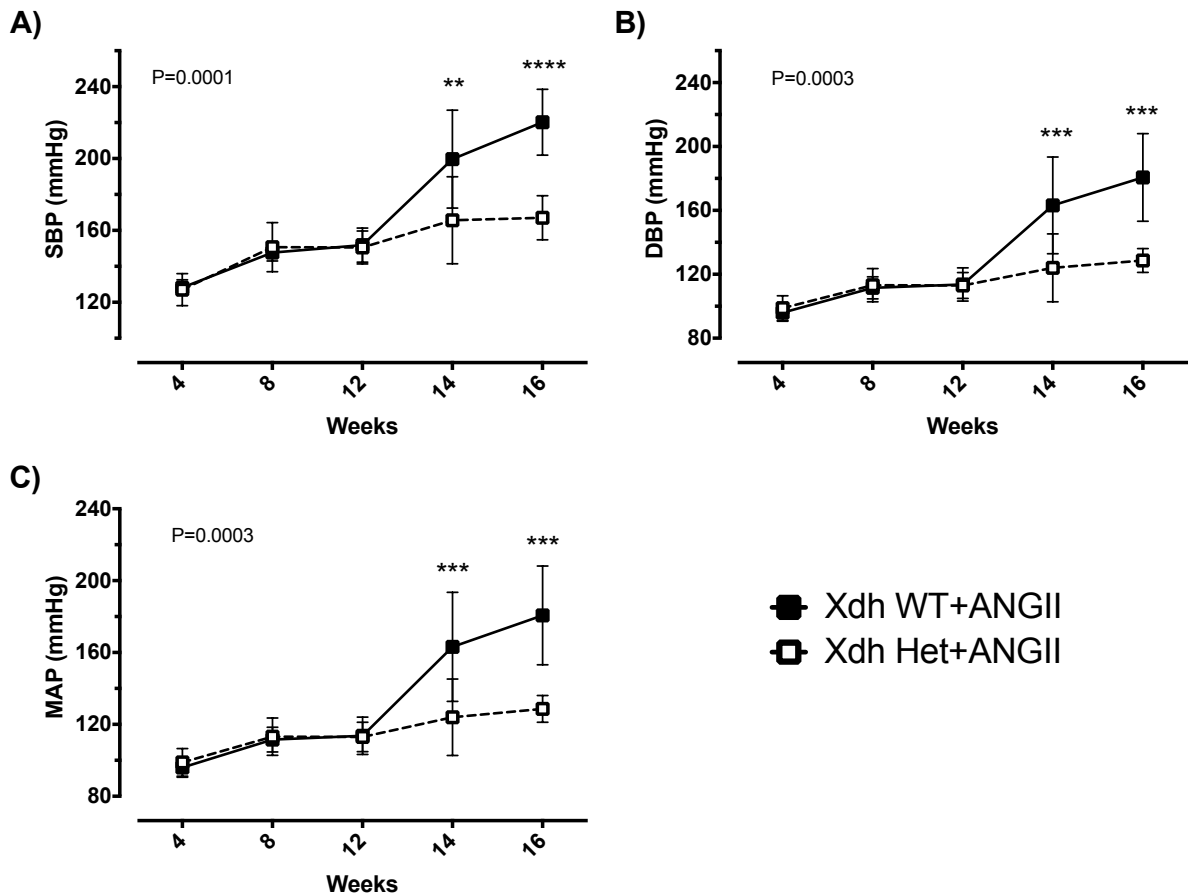 A)
P=0.0001
**
****
SBP (mmHg)
240
200
160
120
4
8
12
14
16
Weeks
B)
P=0.0003
***
***
DBP (mmHg)
240
200
160
120
80
4
8
12
14
16
Weeks
C)
P=0.0003
***
***
MAP (mmHg)
240
200
160
120
80
4
8
12
14
16
Weeks
Xdh WT+ANGII
Xdh Het+ANGII